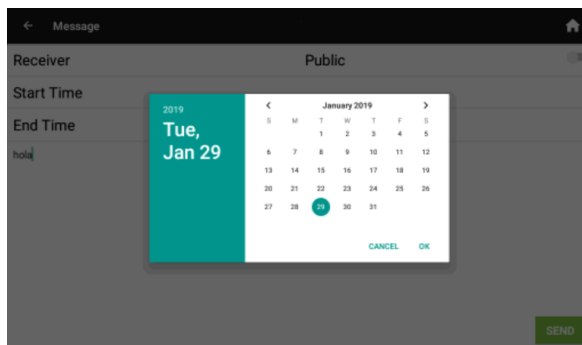 Message
Receiver Public
Start Time
End Time
hola
2019
Tue,
Jan 29
January 2019
S M T W T F S
1 2 3 4 5
6 7 8 9 10 11 12
13 14 15 16 17 18 19
20 21 22 23 24 25 26
27 28 29 30 31
CANCEL OK
SEND